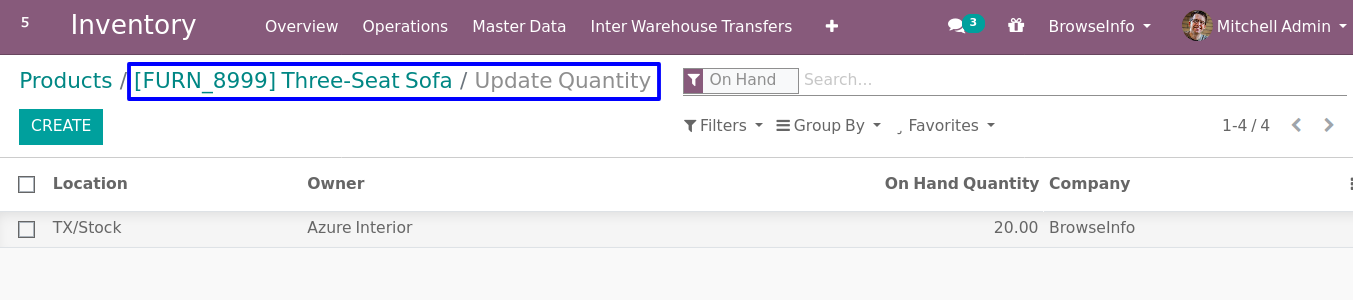 5 Inventory Overview Operations Master Data Inter Warehouse Transfers + 3 BrowseInfo Mitchell Admin
Products / [FURN_8999] Three-Seat Sofa / Update Quantity On Hand Search...
CREATE Filters Group By Favorites 1-4 / 4
Location Owner On Hand Quantity Company
TX/Stock Azure Interior 20.00 BrowseInfo